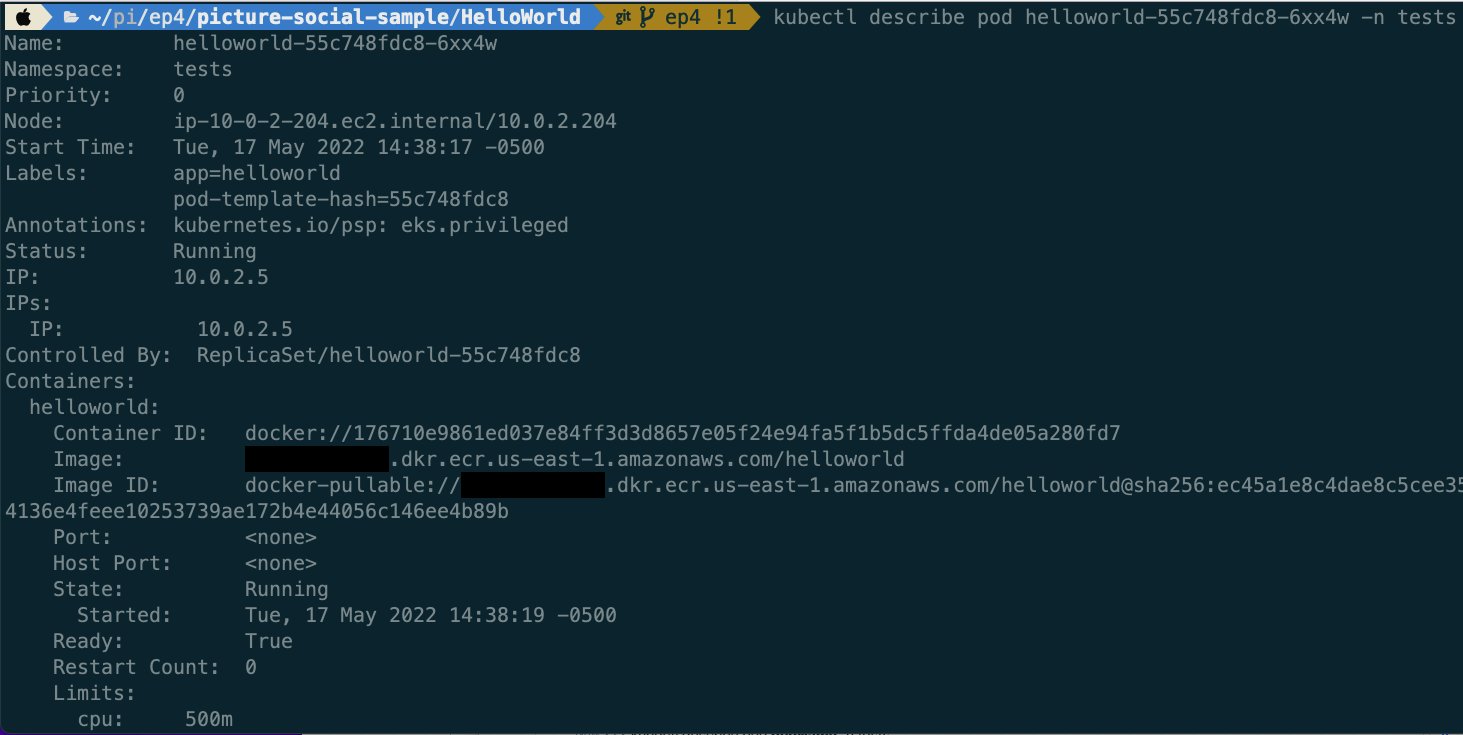 ~/pi/ep4/picture-social-sample/HelloWorld git ep4 !1 kubectl describe pod helloworld-55c748fdc8-6xx4w -n tests
Name: helloworld-55c748fdc8-6xx4w
Namespace: tests
Priority: 0
Node: ip-10-0-2-204.ec2.internal/10.0.2.204
Start Time: Tue, 17 May 2022 14:38:17 -0500
Labels: app=helloworld
pod-template-hash=55c748fdc8
Annotations: kubernetes.io/psp: eks.privileged
Status: Running
IP: 10.0.2.5
IPs:
IP: 10.0.2.5
Controlled By: ReplicaSet/helloworld-55c748fdc8
Containers:
helloworld:
Container ID: docker://176710e9861ed037e84ff3d3d8657e05f24e94fa5f1b5dc5ffda4de05a280fd7
Image: .dkr.ecr.us-east-1.amazonaws.com/helloworld
Image ID: docker-pullable:// .dkr.ecr.us-east-1.amazonaws.com/helloworld@sha256:ec45a1e8c4dae8c5cee35
4136e4feee10253739ae172b4e44056c146ee4b89b
Port: <none>
Host Port: <none>
State: Running
Started: Tue, 17 May 2022 14:38:19 -0500
Ready: True
Restart Count: 0
Limits:
cpu: 500m